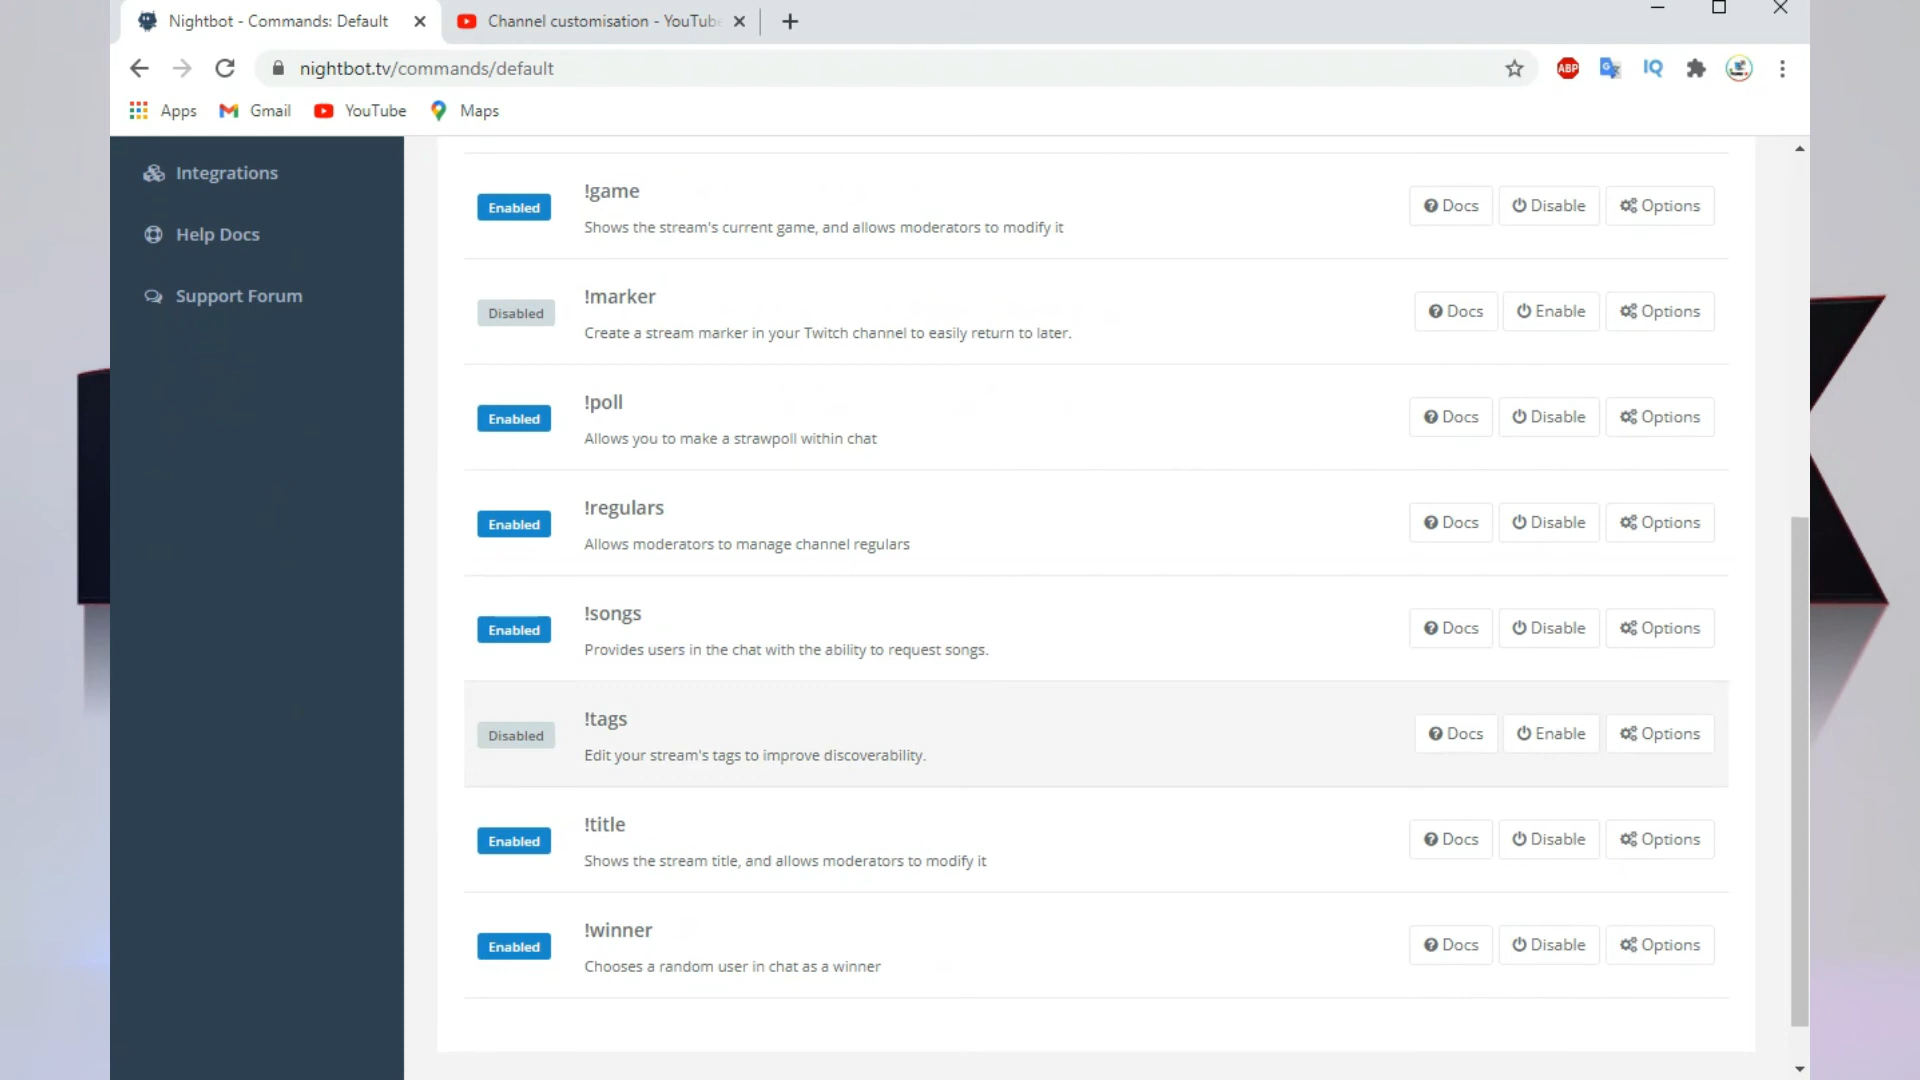 Nightbot - Commands: Default
Channel customisation - YouTube
nightbot.tv/commands/default
ABP
IQ
Apps
Gmail
YouTube
Maps
Integrations
Help Docs
Support Forum
Enabled
!game
Shows the stream's current game, and allows moderators to modify it
Docs
Disable
Options
Disabled
!marker
Create a stream marker in your Twitch channel to easily return to later.
Docs
Enable
Options
Enabled
!poll
Allows you to make a strawpoll within chat
Docs
Disable
Options
Enabled
!regulars
Allows moderators to manage channel regulars
Docs
Disable
Options
Enabled
!songs
Provides users in the chat with the ability to request songs.
Docs
Disable
Options
Disabled
!tags
Edit your stream's tags to improve discoverability.
Docs
Enable
Options
Enabled
!title
Shows the stream title, and allows moderators to modify it
Docs
Disable
Options
Enabled
!winner
Chooses a random user in chat as a winner
Docs
Disable
Options